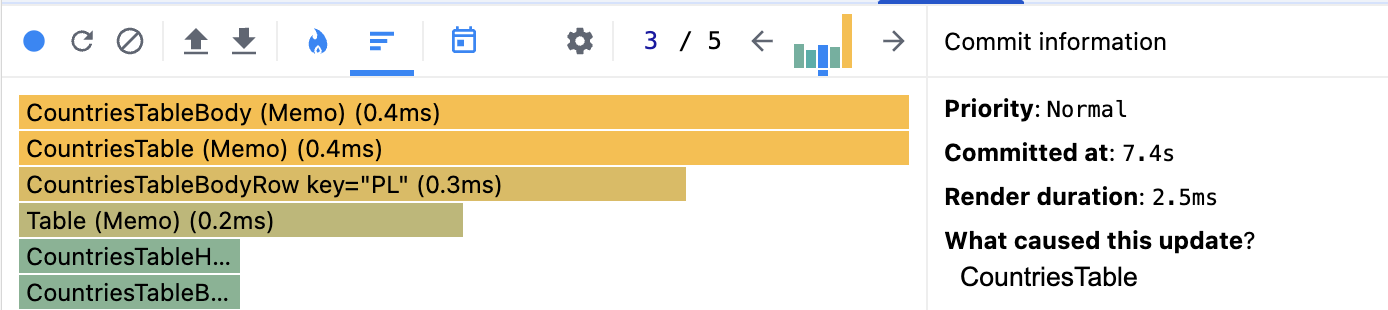 3 / 5
Commit information
CountriesTableBody (Memo) (0.4ms)
CountriesTable (Memo) (0.4ms)
CountriesTableBodyRow key="PL" (0.3ms)
Table (Memo) (0.2ms)
CountriesTableH...
CountriesTableB...
Priority: Normal
Committed at: 7.4s
Render duration: 2.5ms
What caused this update?
CountriesTable